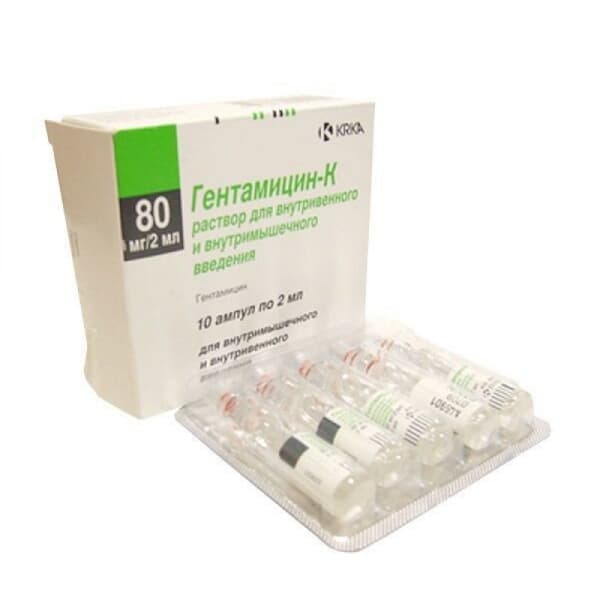 KRKA
Гентамицин-К
80
мг/2 мл
раствор для внутривенного
и внутримышечного
введения
Гентамицин
10 ампул по 2 мл
для внутримышечного
и внутривенного
введения